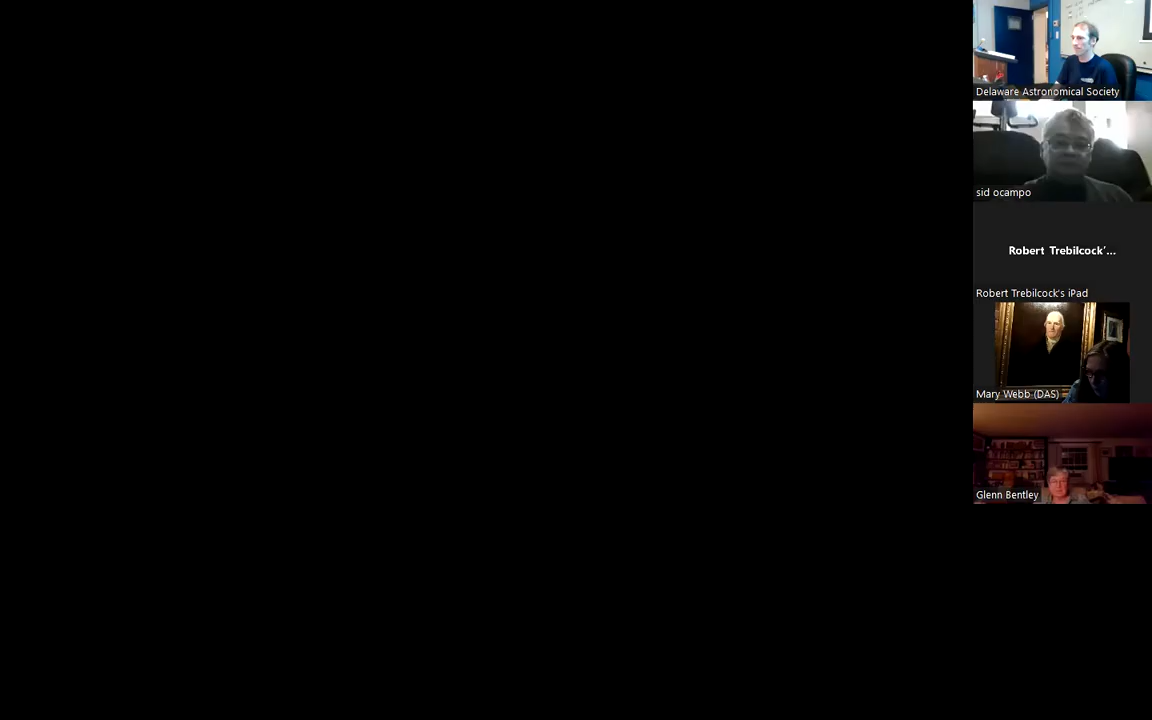 Delaware Astronomical Society
sid ocampo
Robert Trebilcock'...
Robert Trebilcock's iPad
Mary Webb (DAS)
Glenn Bentley